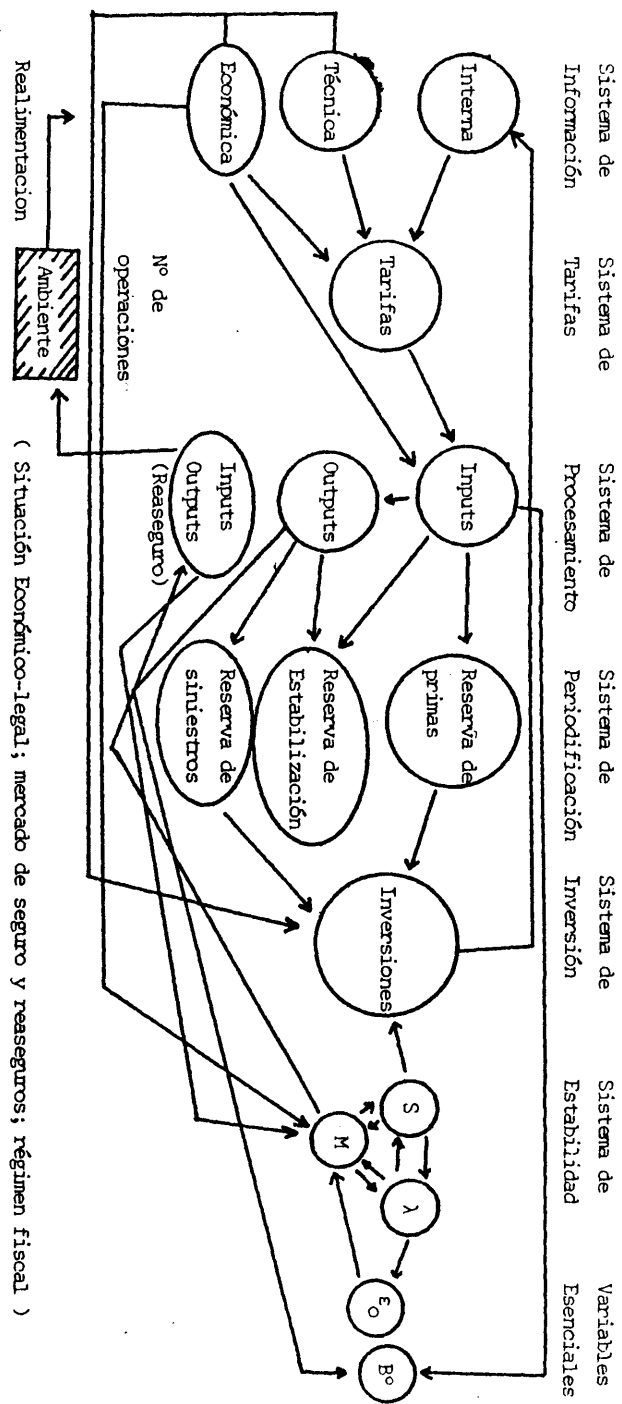 Sistema de
Información
Sistema de
Tarifas
Sistema de
Procesamiento
Sistema de
Periodificación
Sistema de
Inversión
Sistema de
Estabilidad
Variables
Esenciales
Interna
Técnica
Económica
Tarifas
Inputs
Outputs
Inputs
Outputs
(Reaseguro)
Reserva de
primas
Reserva de
Estabilización
Reserva de
siniestros
Inversiones
S
M
λ
ε₀
Bº
Nº de
operaciones
Realimentacion
Ambiente
( Situación Económico-legal; mercado de seguro y reaseguros; régimen fiscal )